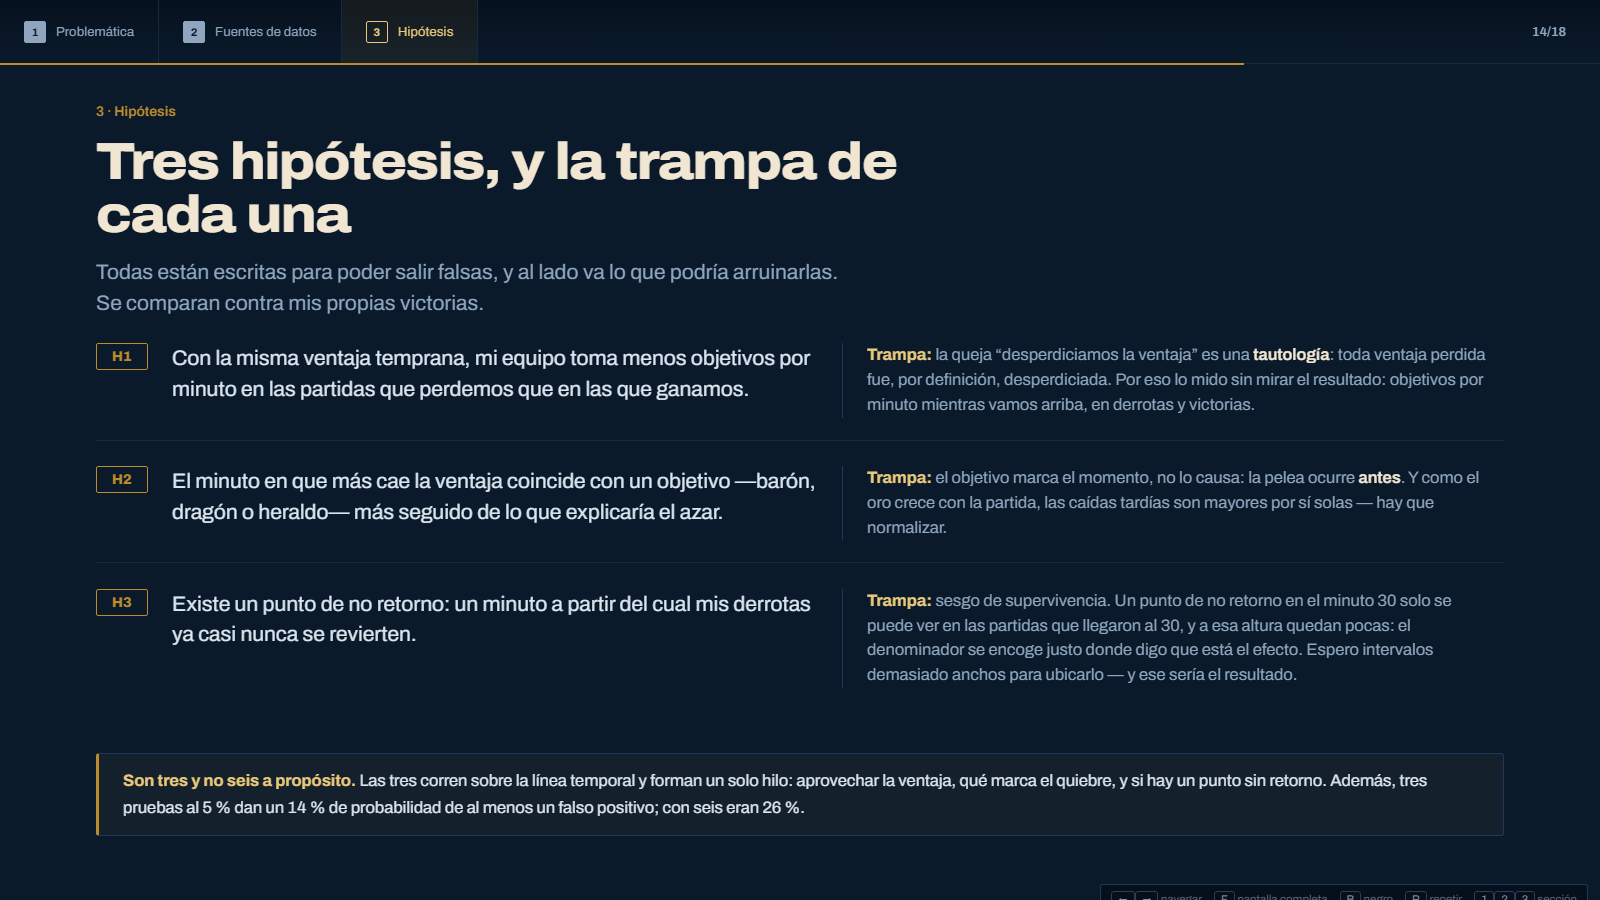 1 Problemática
2 Fuentes de datos
3 Hipótesis
14/18
3 · Hipótesis
Tres hipótesis, y la trampa de
cada una
Todas están escritas para poder salir falsas, y al lado va lo que podría arruinarlas.
Se comparan contra mis propias victorias.
H1
Con la misma ventaja temprana, mi equipo toma menos objetivos por
minuto en las partidas que perdemos que en las que ganamos.
Trampa: la queja “desperdiciamos la ventaja” es una tautología: toda ventaja perdida
fue, por definición, desperdiciada. Por eso lo mido sin mirar el resultado: objetivos por
minuto mientras vamos arriba, en derrotas y victorias.
H2
El minuto en que más cae la ventaja coincide con un objetivo —barón,
dragón o heraldo— más seguido de lo que explicaría el azar.
Trampa: el objetivo marca el momento, no lo causa: la pelea ocurre antes. Y como el
oro crece con la partida, las caídas tardías son mayores por sí solas — hay que
normalizar.
H3
Existe un punto de no retorno: un minuto a partir del cual mis derrotas
ya casi nunca se revierten.
Trampa: sesgo de supervivencia. Un punto de no retorno en el minuto 30 solo se
puede ver en las partidas que llegaron al 30, y a esa altura quedan pocas: el
denominador se encoge justo donde digo que está el efecto. Espero intervalos
demasiado anchos para ubicarlo — y ese sería el resultado.
Son tres y no seis a propósito. Las tres corren sobre la línea temporal y forman un solo hilo: aprovechar la ventaja, qué marca el quiebre, y si hay un punto sin retorno. Además, tres
pruebas al 5 % dan un 14 % de probabilidad de al menos un falso positivo; con seis eran 26 %.
← → navegar F pantalla completa B negro R repetir 1 2 3 sección